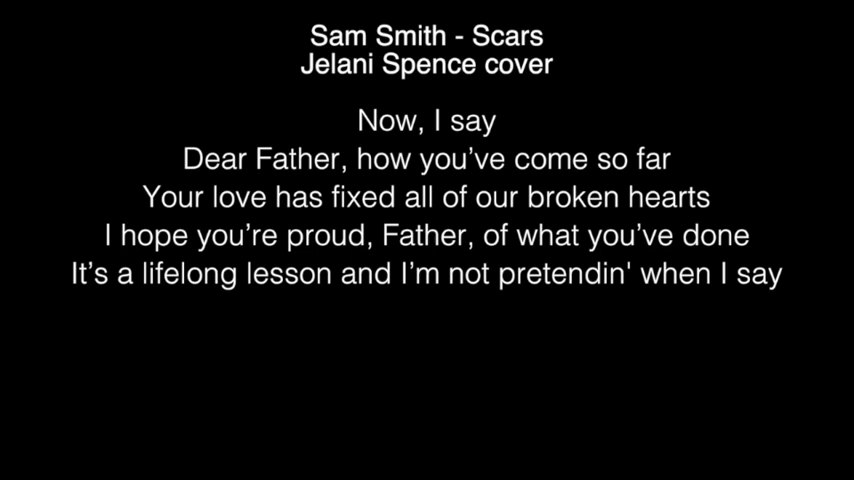 Sam Smith - Scars
Jelani Spence cover
Now, I say
Dear Father, how you’ve come so far
Your love has fixed all of our broken hearts
I hope you’re proud, Father, of what you’ve done
It’s a lifelong lesson and I’m not pretendin' when I say